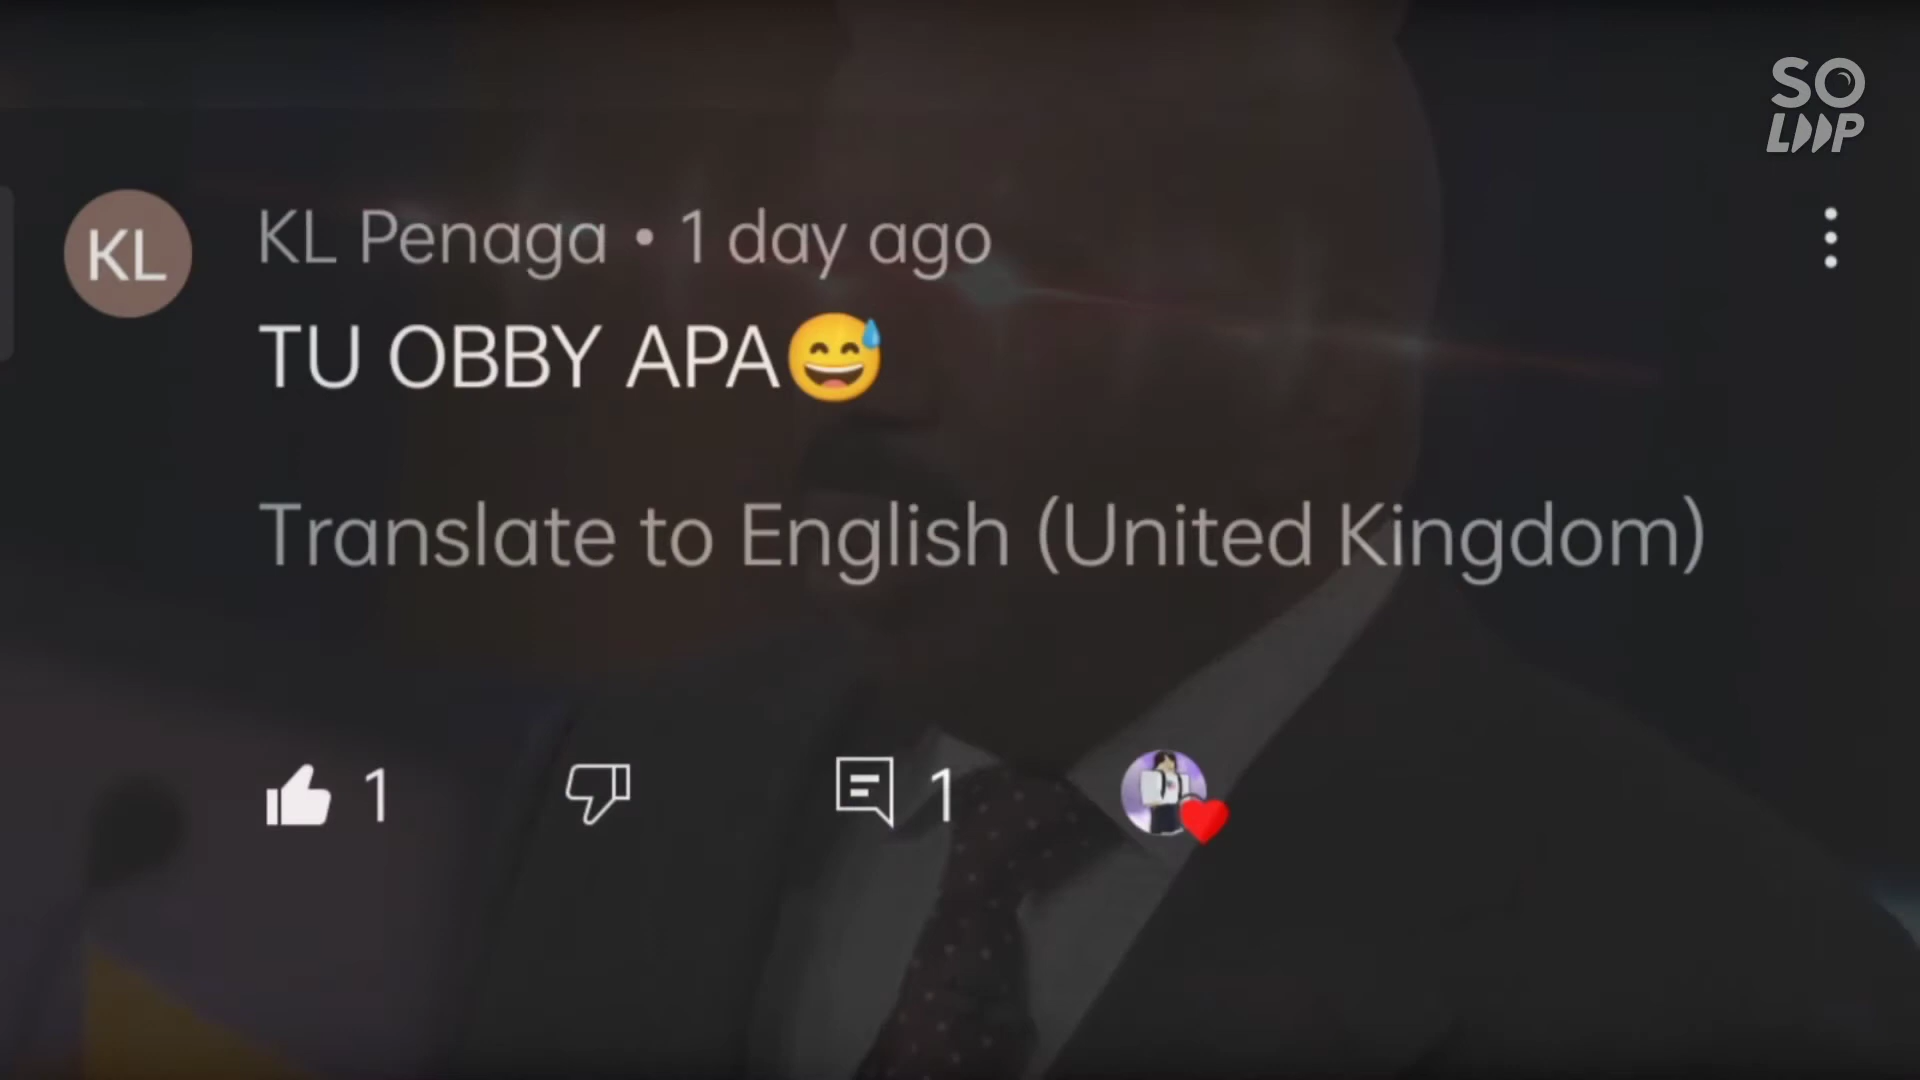 SO
LOOP
KL
KL Penaga • 1 day ago
TU OBBY APA😅
Translate to English (United Kingdom)
1
1